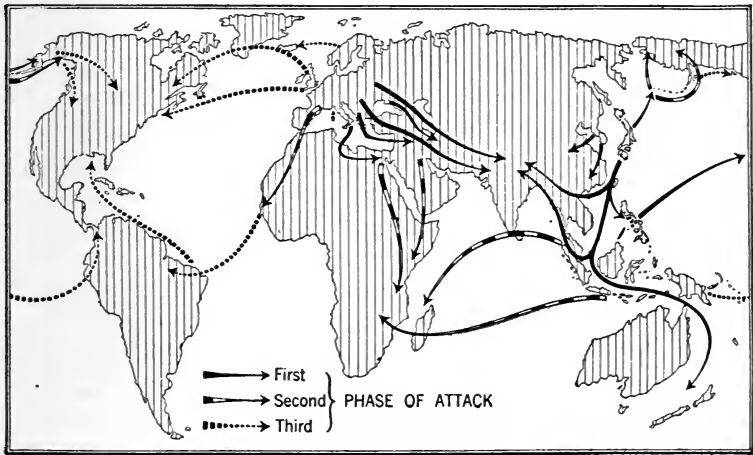 First
Second } PHASE OF ATTACK
Third